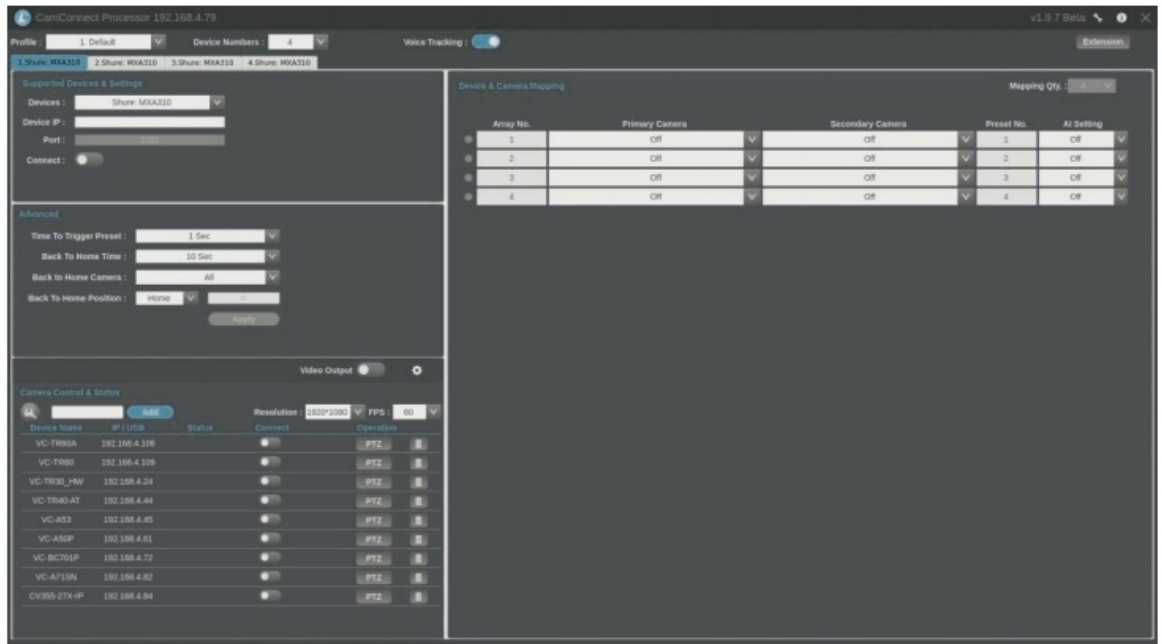 CamConnect Processor 192.168.4.79 v1.9.7 Beta
Profile : 1. Default Device Numbers : 4 Voice Tracking : Extension
1.Shure: MXA310 2.Shure: MXA310 3.Shure: MXA310 4.Shure: MXA310
Supported Devices & Settings
Devices : Shure: MXA310
Device IP :
Port :
Connect :
Advanced
Time To Trigger Preset : 1 Sec
Back To Home Time : 10 Sec
Back to Home Camera : All
Back To Home Position : Home
Apply
Video Output
Camera Control & Status
Add Resolution : 1920*1080 FPS : 60
Device Name IP / USB Status Connect Operation
VC-TR60A 192.168.4.108 PTZ
VC-TR60 192.168.4.109 PTZ
VC-TR30_HW 192.168.4.24 PTZ
VC-TR40-AT 192.168.4.44 PTZ
VC-A53 192.168.4.45 PTZ
VC-A50P 192.168.4.61 PTZ
VC-BC701P 192.168.4.72 PTZ
VC-A71SN 192.168.4.82 PTZ
CV355-27X-IP 192.168.4.84 PTZ
Device & Camera Mapping Mapping Qty. : 4
Array No. Primary Camera Secondary Camera Preset No. AI Setting
1 Off Off 1 Off
2 Off Off 2 Off
3 Off Off 3 Off
4 Off Off 4 Off